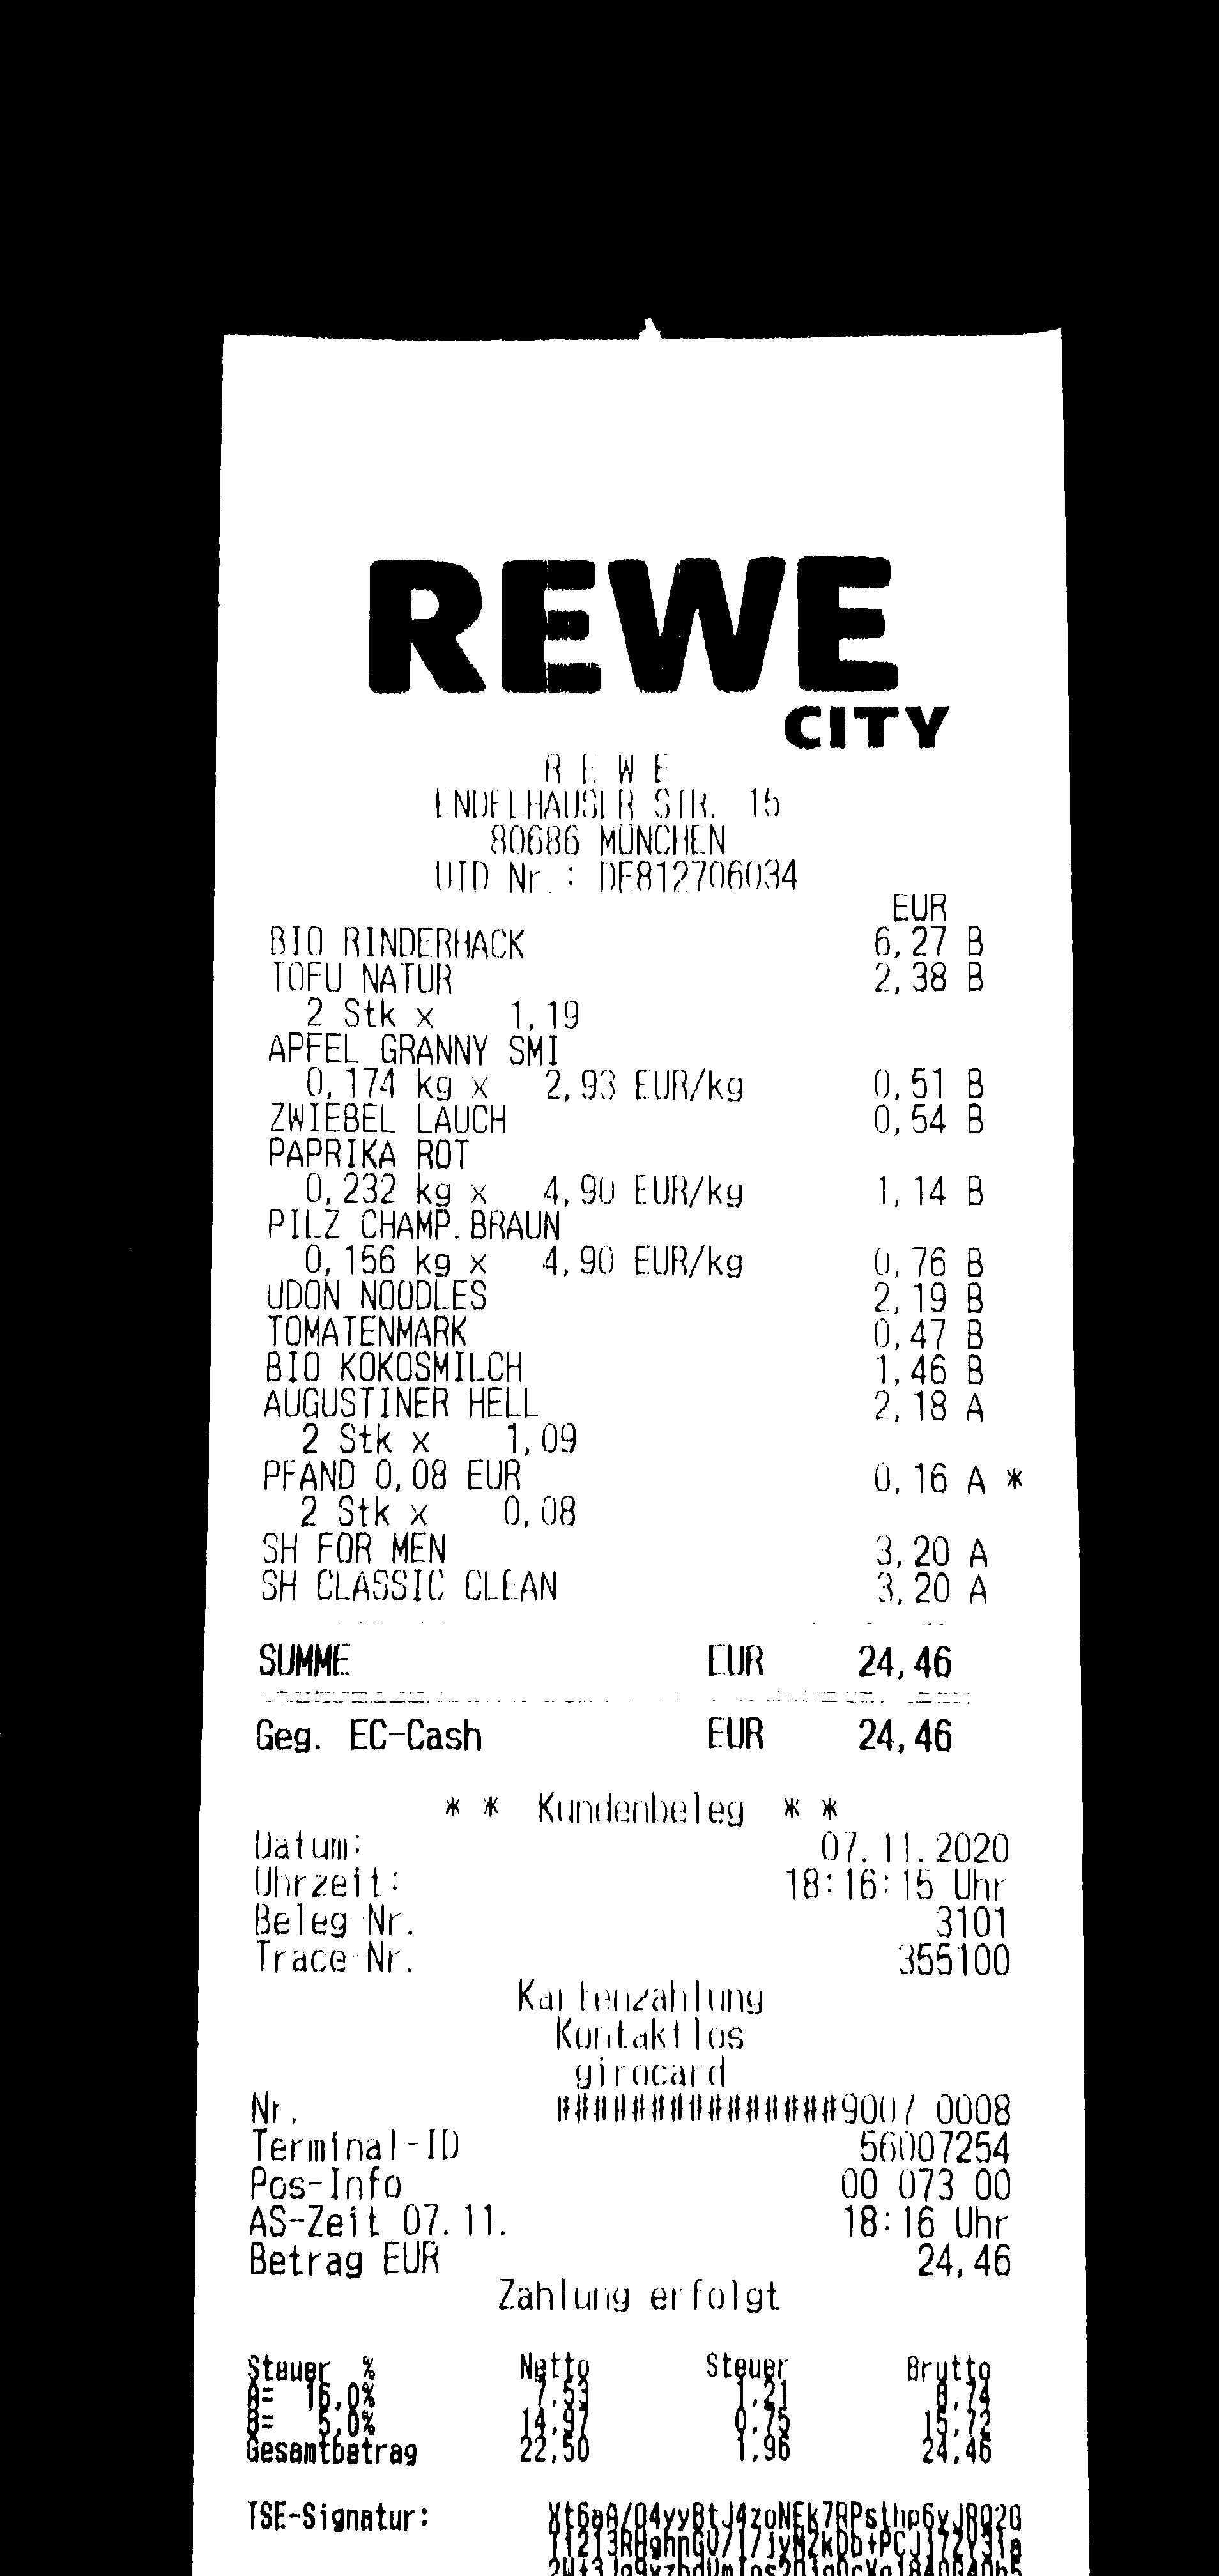 REWE
CITY
R E W E
80686 MÜNCHEN
UID Nr.: DE812706034
EUR
BIO RINDERHACK 6,27 B
TOFU NATUR 2,38 B
2 Stk x 1,19
APFEL GRANNY SMI
0,174 kg x 2,93 EUR/kg 0,51 B
ZWIEBEL LAUCH 0,54 B
PAPRIKA ROT
0,232 kg x 4,90 EUR/kg 1,14 B
PILZ CHAMP.BRAUN
0,156 kg x 4,90 EUR/kg 0,76 B
UDON NOODLES 2,19 B
TOMATENMARK 0,47 B
BIO KOKOSMILCH 1,46 B
AUGUSTINER HELL 2,18 A
2 Stk x 1,09
PFAND 0,08 EUR 0,16 A *
2 Stk x 0,08
SH FOR MEN 3,20 A
SH CLASSIC CLEAN 3,20 A
SUMME EUR 24,46
Geg. EC-Cash EUR 24,46
* * Kundenbeleg * *
Datum: 07.11.2020
Uhrzeit: 18:16:15 Uhr
Beleg-Nr. 3101
Trace-Nr. 355100
Kartenzahlung
Kontaktlos
girocard
Nr. ###############9007 0008
Terminal-ID 56007254
Pos-Info 00 073 00
AS-Zeit 07.11. 18:16 Uhr
Betrag EUR 24,46
Zahlung erfolgt
Steuer % Netto Steuer Brutto
A= 16,0% 7,53 1,21 8,74
B= 5,0% 14,97 0,75 15,72
Gesamtbetrag 22,50 1,96 24,46
TSE-Signatur: